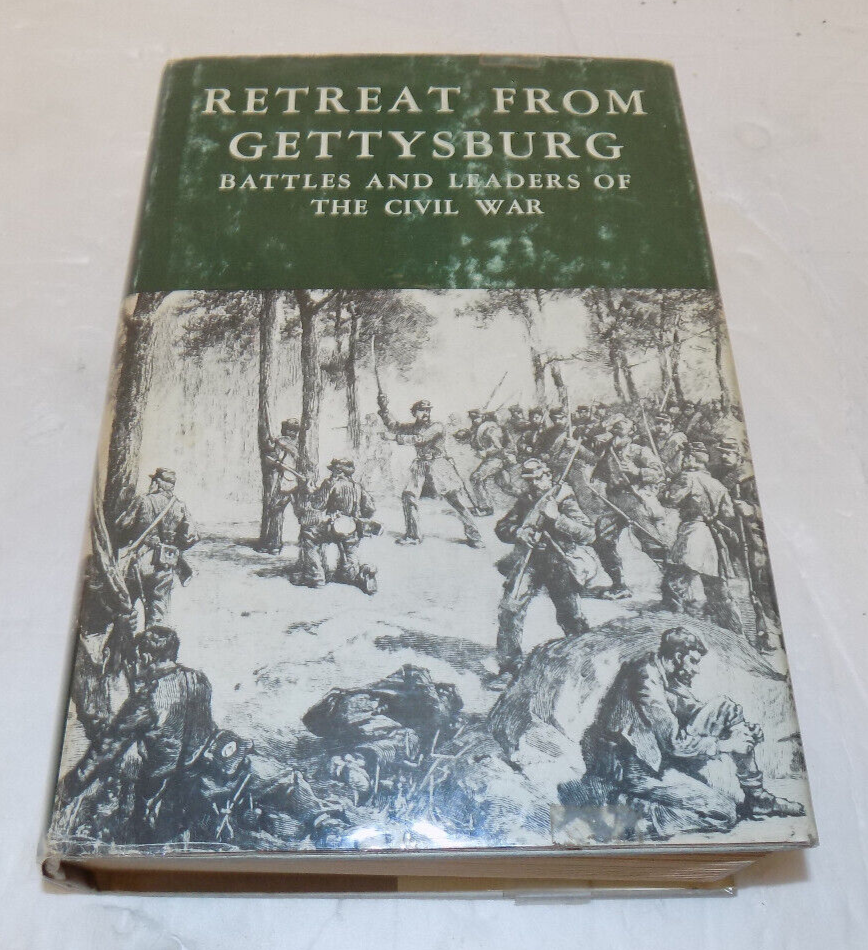 RETREAT FROM
GETTYSBURG
BATTLES AND LEADERS OF
THE CIVIL WAR